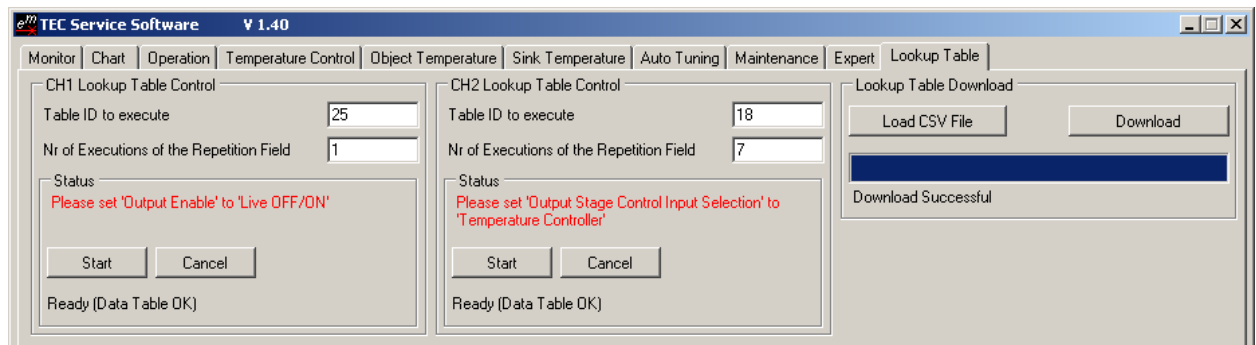 em TEC Service Software V 1.40
Monitor Chart Operation Temperature Control Object Temperature Sink Temperature Auto Tuning Maintenance Expert Lookup Table
CH1 Lookup Table Control
Table ID to execute 25
Nr of Executions of the Repetition Field 1
Status
Please set 'Output Enable' to 'Live OFF/ON'
Start Cancel
Ready (Data Table OK)
CH2 Lookup Table Control
Table ID to execute 18
Nr of Executions of the Repetition Field 7
Status
Please set 'Output Stage Control Input Selection' to
'Temperature Controller'
Start Cancel
Ready (Data Table OK)
Lookup Table Download
Load CSV File Download
Download Successful